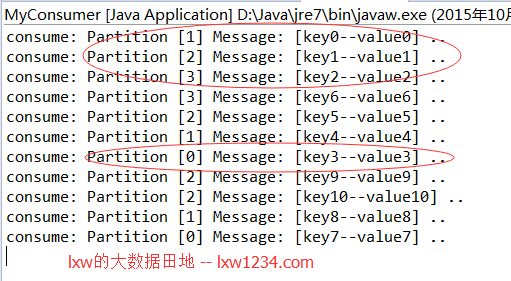 MyConsumer [Java Application] D:\Java\jre7\bin\javaw.exe (2015年10月
consume: Partition [1] Message: [key0--value0] ..
consume: Partition [2] Message: [key1--value1] ..
consume: Partition [3] Message: [key2--value2] ..
consume: Partition [3] Message: [key6--value6] ..
consume: Partition [2] Message: [key5--value5] ..
consume: Partition [1] Message: [key4--value4] ..
consume: Partition [0] Message: [key3--value3] ..
consume: Partition [2] Message: [key9--value9] ..
consume: Partition [2] Message: [key10--value10] ..
consume: Partition [1] Message: [key8--value8] ..
consume: Partition [0] Message: [key7--value7] ..
lxw的大数据田地 -- lxw1234.com